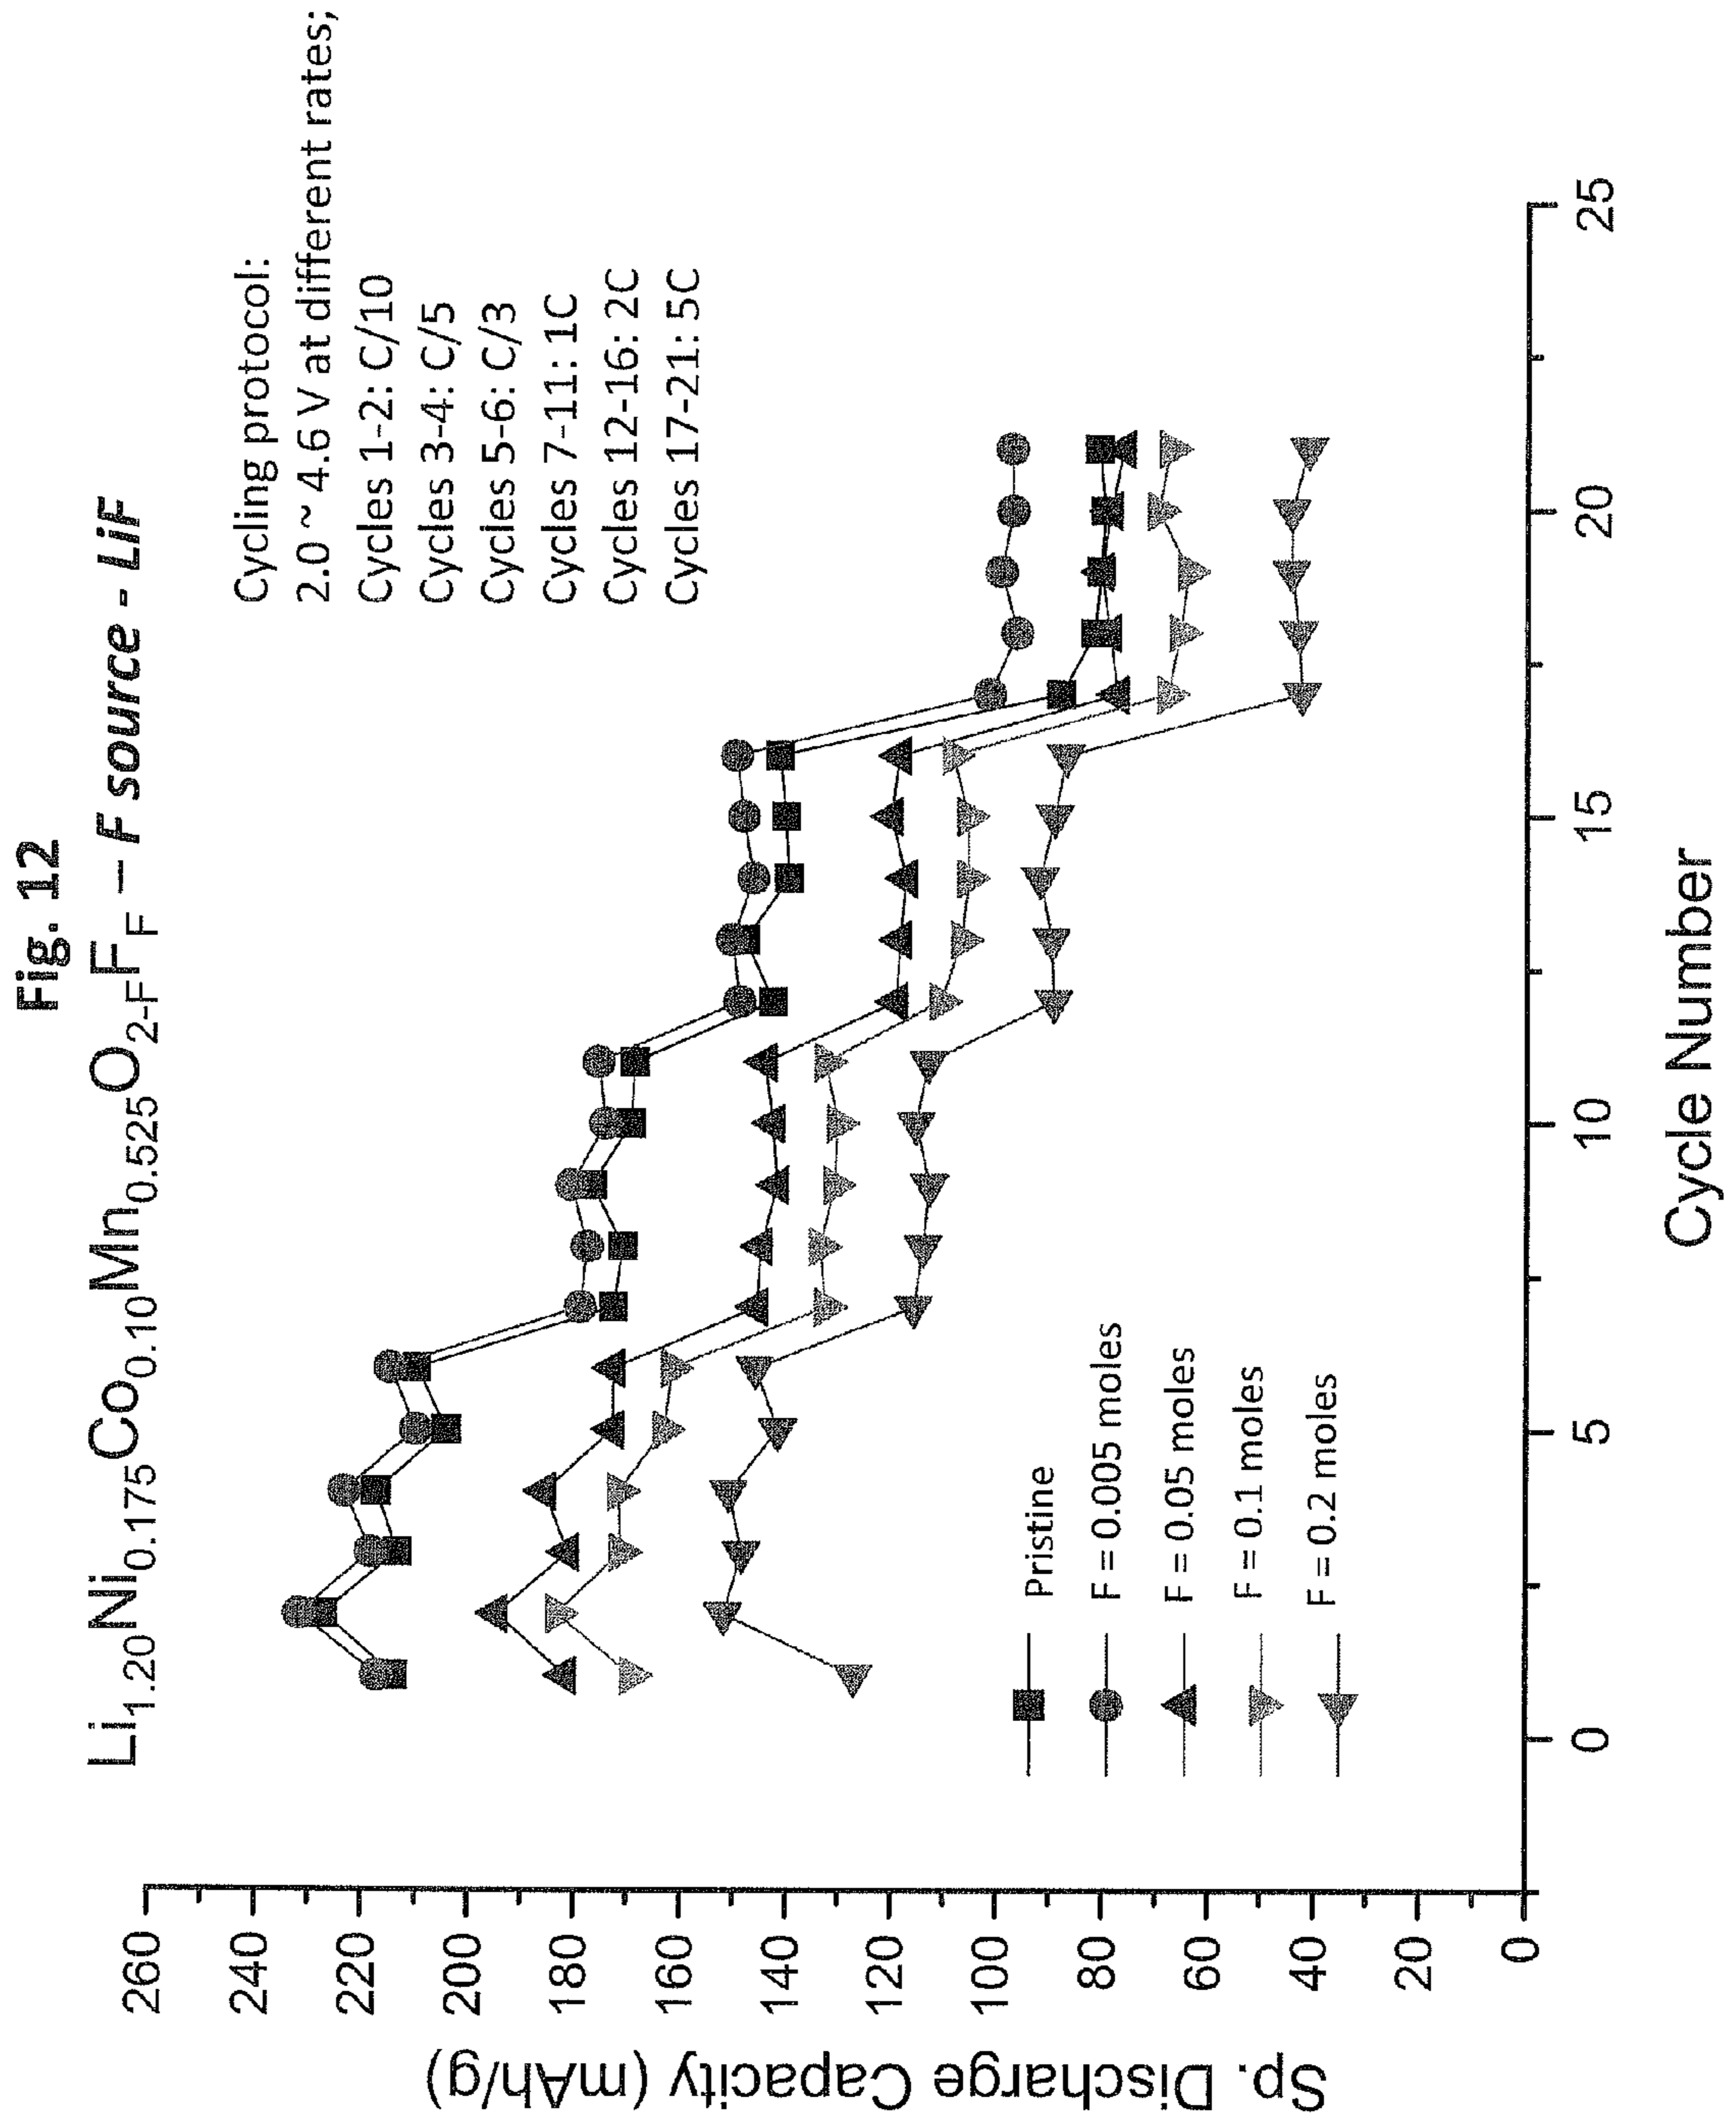 Fig. 12
Li1.20Ni0.175Co0.10Mn0.525O2-FFF – F source - LiF
Cycling protocol:
2.0 ~ 4.6 V at different rates;
Cycles 1-2: C/10
Cycles 3-4: C/5
Cycles 5-6: C/3
Cycles 7-11: 1C
Cycles 12-16: 2C
Cycles 17-21: 5C
Sp. Discharge Capacity (mAh/g)
260
240
220
200
180
160
140
120
100
80
60
40
20
0
Pristine
F = 0.005 moles
F = 0.05 moles
F = 0.1 moles
F = 0.2 moles
0 5 10 15 20 25
Cycle Number